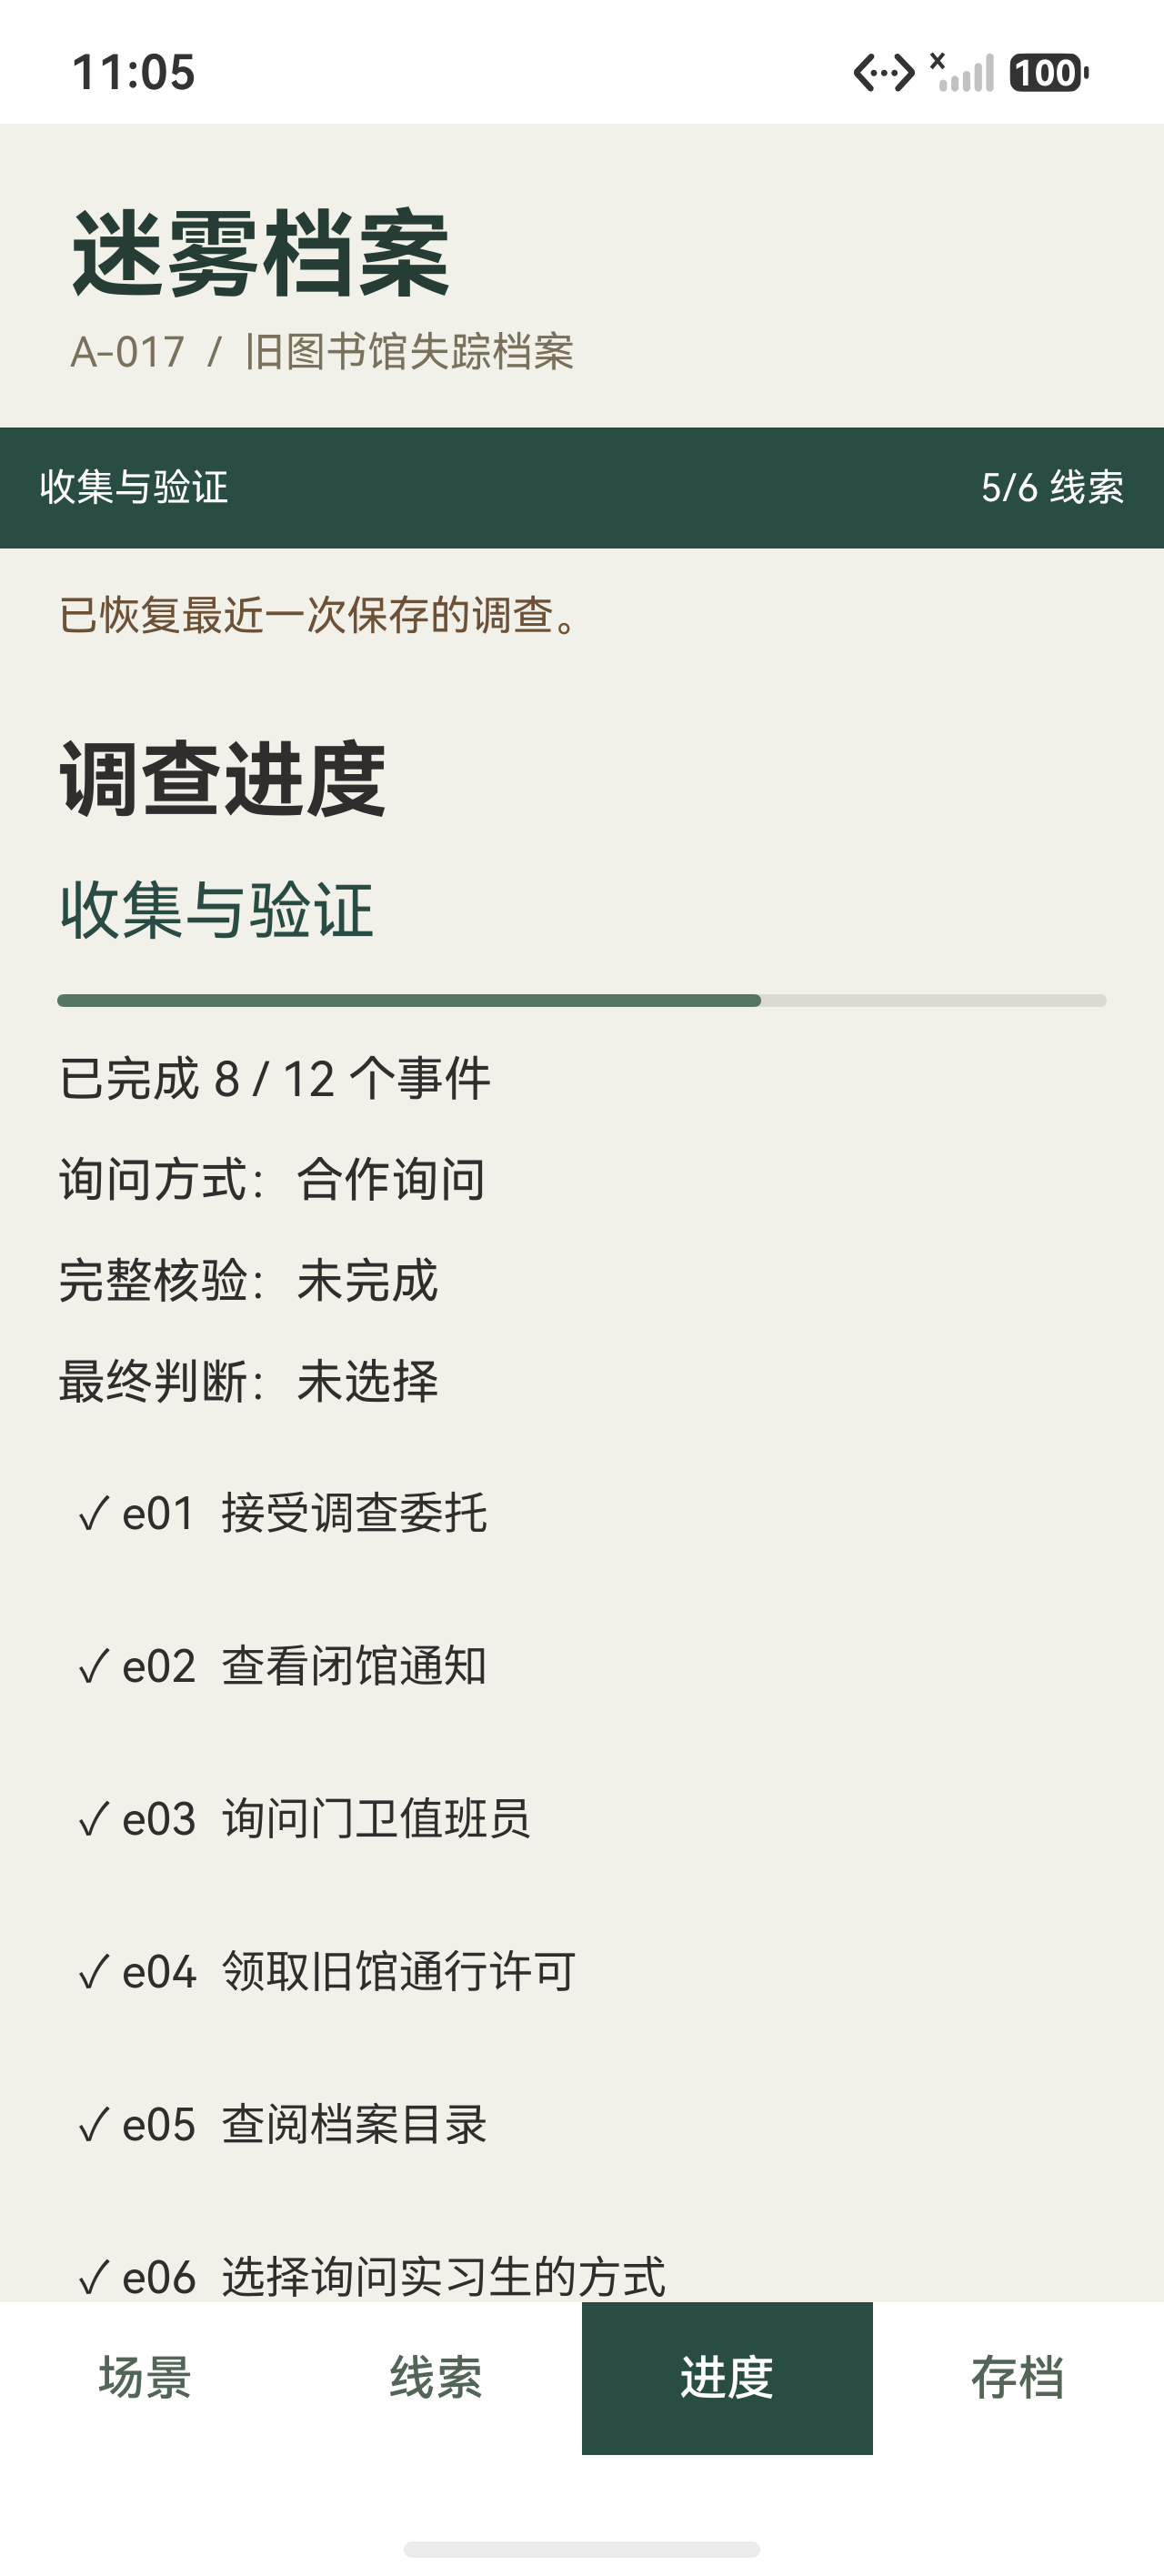 11:05
100
迷雾档案
A-017 / 旧图书馆失踪档案
收集与验证 5/6 线索
已恢复最近一次保存的调查。
调查进度
收集与验证
已完成 8 / 12 个事件
询问方式：合作询问
完整核验：未完成
最终判断：未选择
✓ e01 接受调查委托
✓ e02 查看闭馆通知
✓ e03 询问门卫值班员
✓ e04 领取旧馆通行许可
✓ e05 查阅档案目录
✓ e06 选择询问实习生的方式
场景 线索 进度 存档